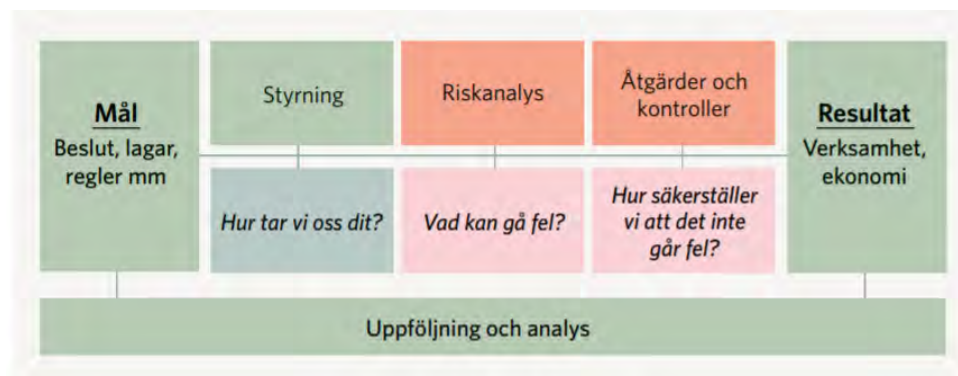 Mål
Beslut, lagar,
regler mm
Styrning
Hur tar vi oss dit?
Riskanalys
Vad kan gå fel?
Åtgärder och
kontroller
Hur säkerställer
vi att det inte
går fel?
Resultat
Verksamhet,
ekonomi
Uppföljning och analys